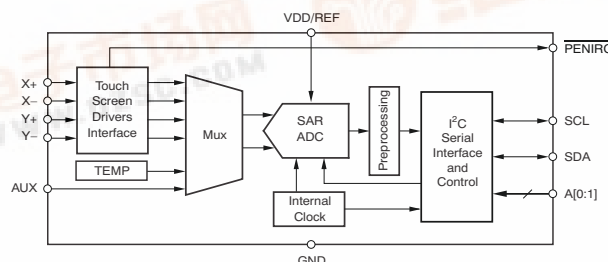 VDD/REF
PENIRQ
X+
X–
Y+
Y–
AUX
Touch
Screen
Drivers
Interface
TEMP
Mux
SAR
ADC
Preprocessing
Internal
Clock
I²C
Serial
Interface
and
Control
SCL
SDA
A[0:1]
GND